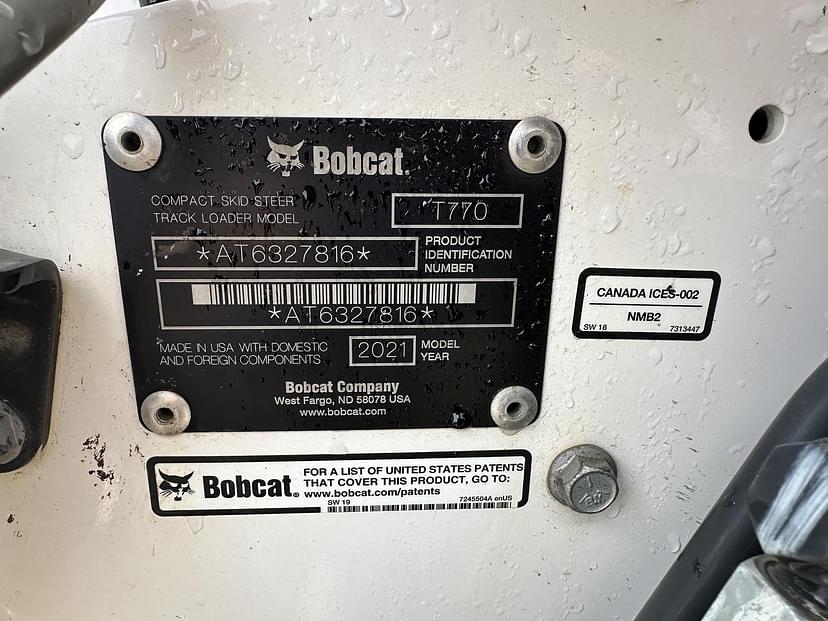 Bobcat.
COMPACT SKID STEER
TRACK LOADER MODEL
T770
*AT6327816*
PRODUCT
IDENTIFICATION
NUMBER
*AT6327816*
MADE IN USA WITH DOMESTIC
AND FOREIGN COMPONENTS
2021
MODEL
YEAR
Bobcat Company
West Fargo, ND 58078 USA
www.bobcat.com
CANADA ICES-002
NMB2
SW 16 7313447
Bobcat®
FOR A LIST OF UNITED STATES PATENTS
THAT COVER THIS PRODUCT, GO TO:
www.bobcat.com/patents
SW 19 7245504A enUS